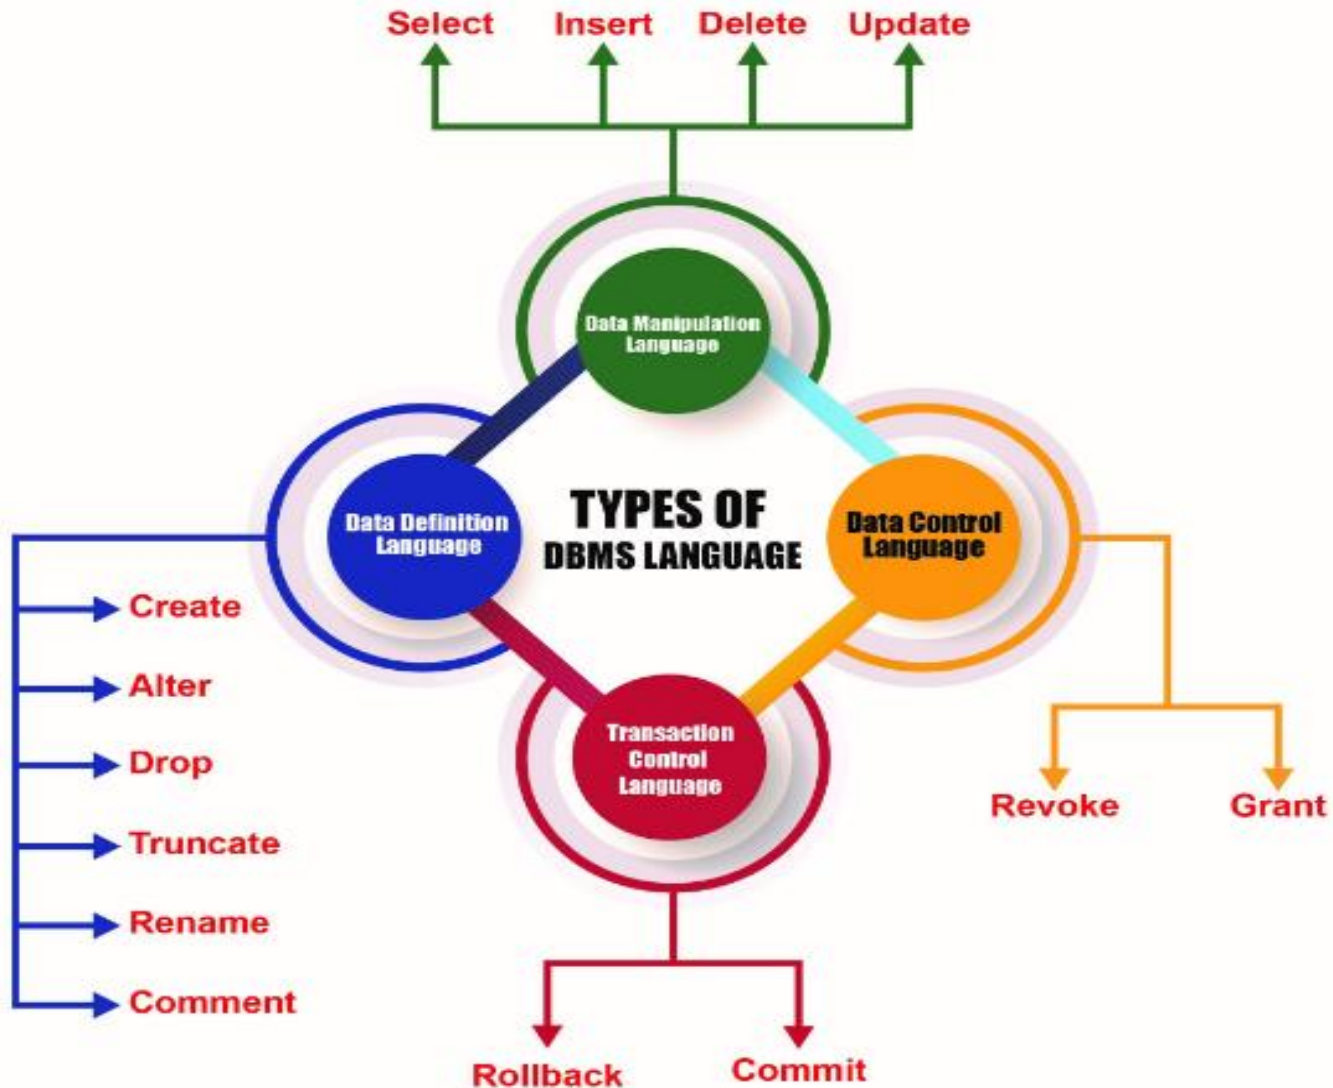 Select Insert Delete Update
Data Manipulation
Language
TYPES OF
DBMS LANGUAGE
Data Definition
Language
Data Control
Language
Create
Alter
Drop
Truncate
Rename
Comment
Transaction
Control
Language
Revoke Grant
Rollback Commit